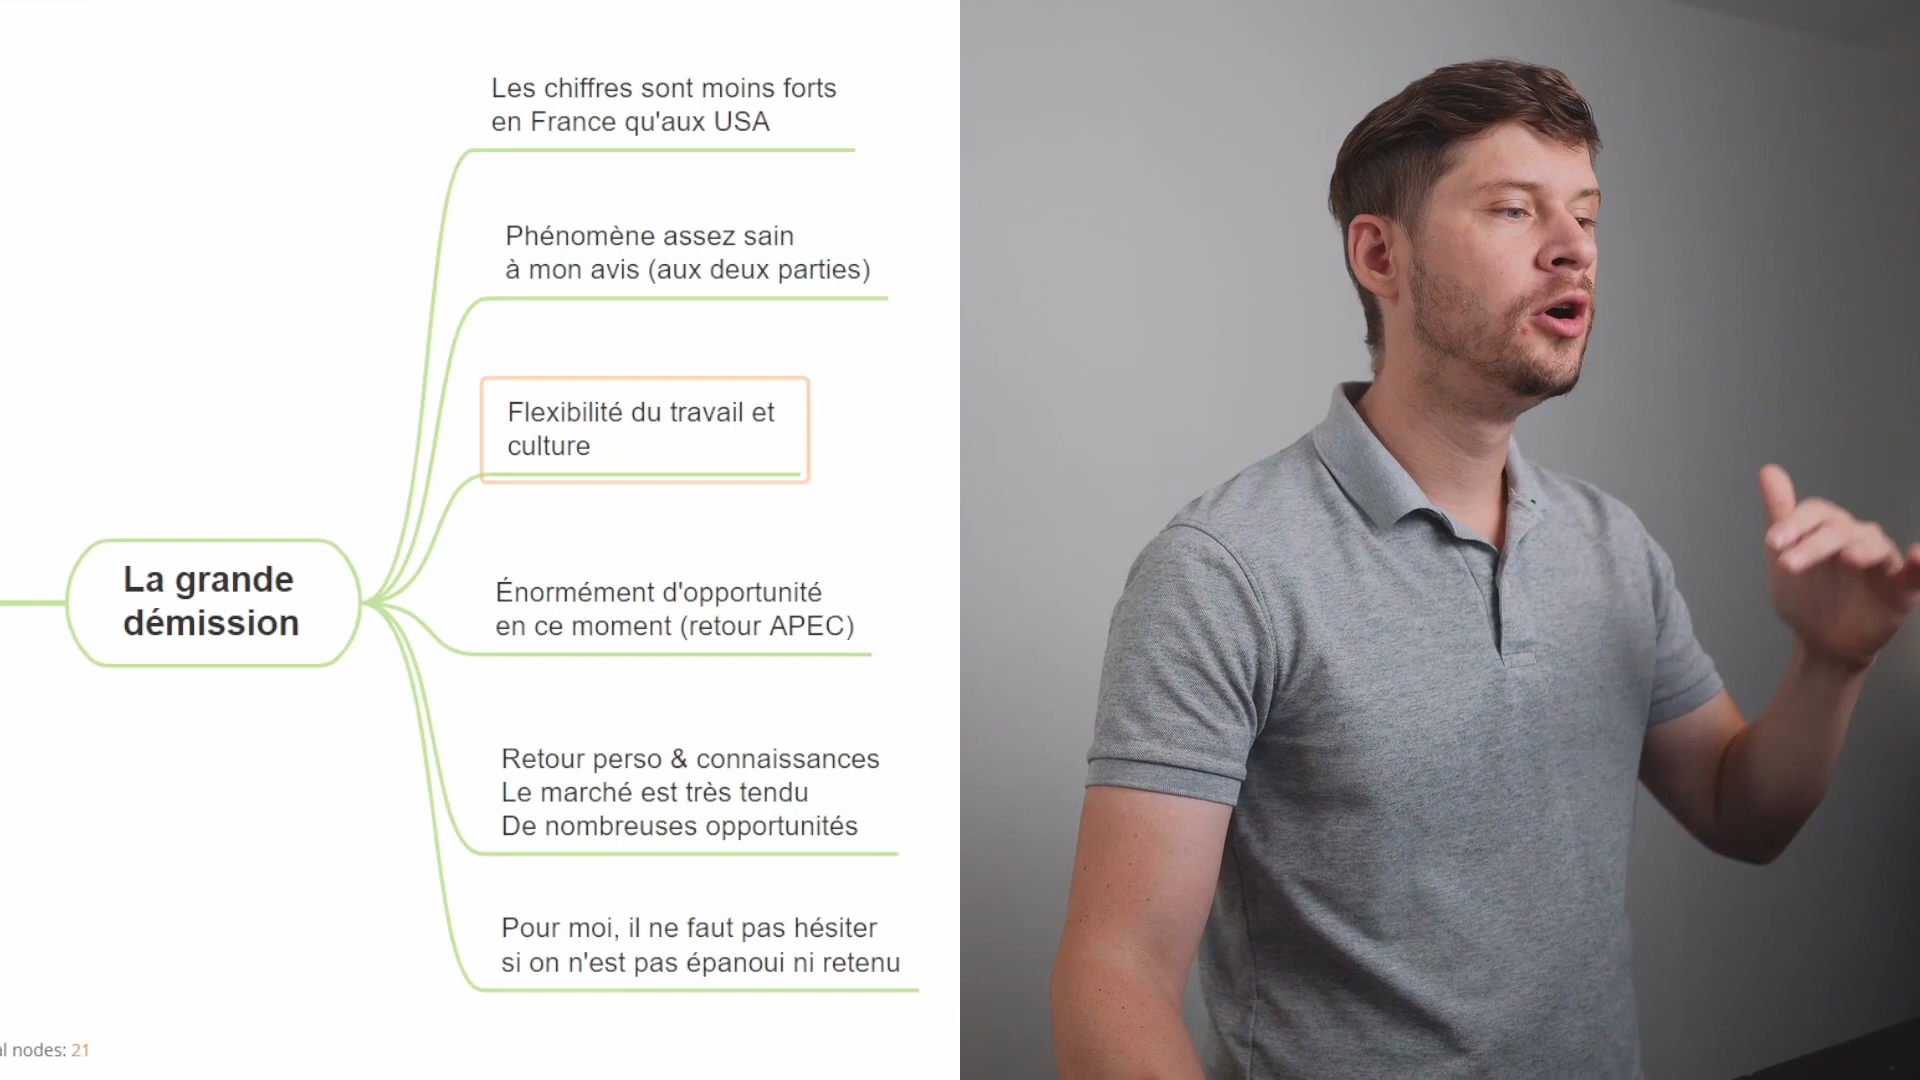 Les chiffres sont moins forts
en France qu'aux USA
Phénomène assez sain
à mon avis (aux deux parties)
Flexibilité du travail et
culture
La grande
démission
Énormément d'opportunité
en ce moment (retour APEC)
Retour perso & connaissances
Le marché est très tendu
De nombreuses opportunités
Pour moi, il ne faut pas hésiter
si on n'est pas épanoui ni retenu
nodes: 21